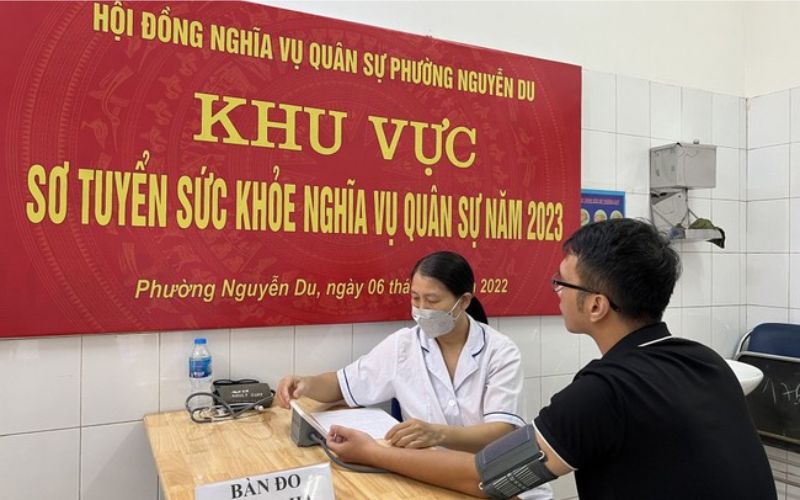 HỘI ĐỒNG NGHĨA VỤ QUÂN SỰ PHƯỜNG NGUYỄN DU
KHU VỰC
SƠ TUYỂN SỨC KHỎE NGHĨA VỤ QUÂN SỰ NĂM 2023
Phường Nguyễn Du, ngày 06 2022
BÀN ĐO